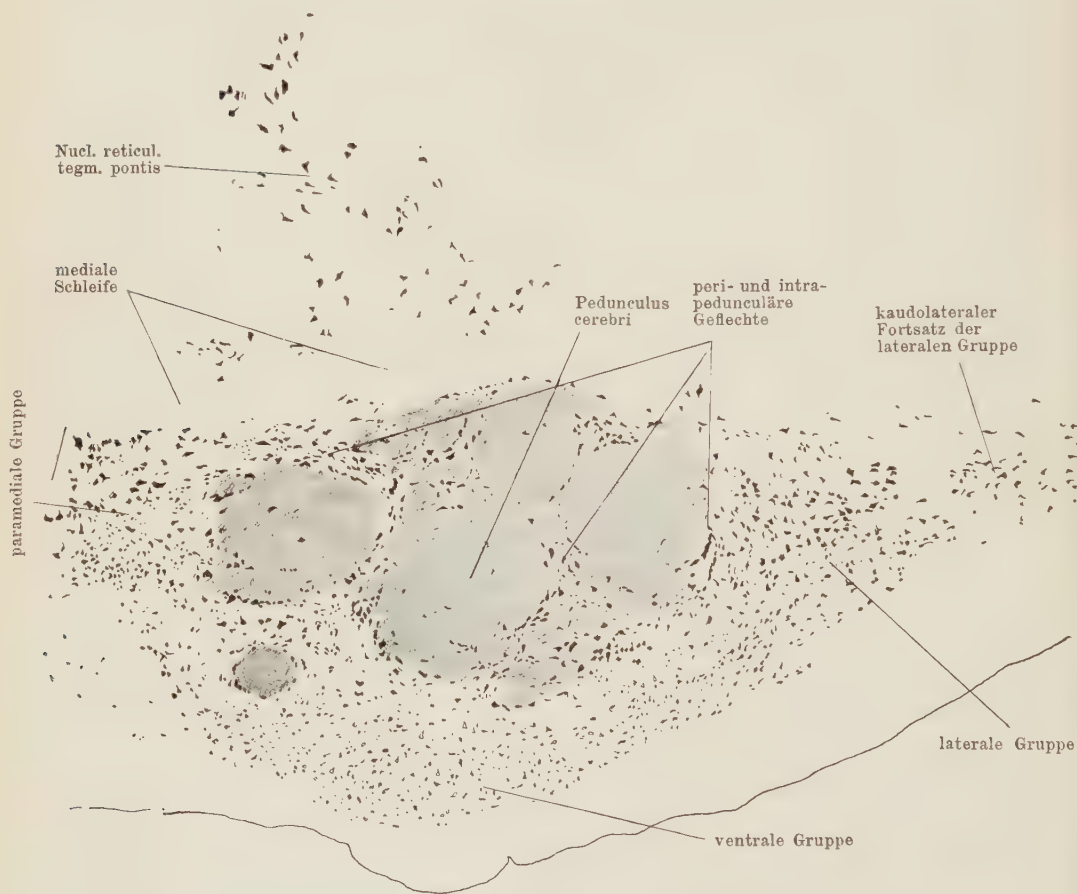 Nucl. reticul.
tegm. pontis
mediale
Schleife
Pedunculus
cerebri
peri- und intra-
pedunculäre
Geflechte
kaudolateraler
Fortsatz der
lateralen Gruppe
paramediale Gruppe
laterale Gruppe
ventrale Gruppe